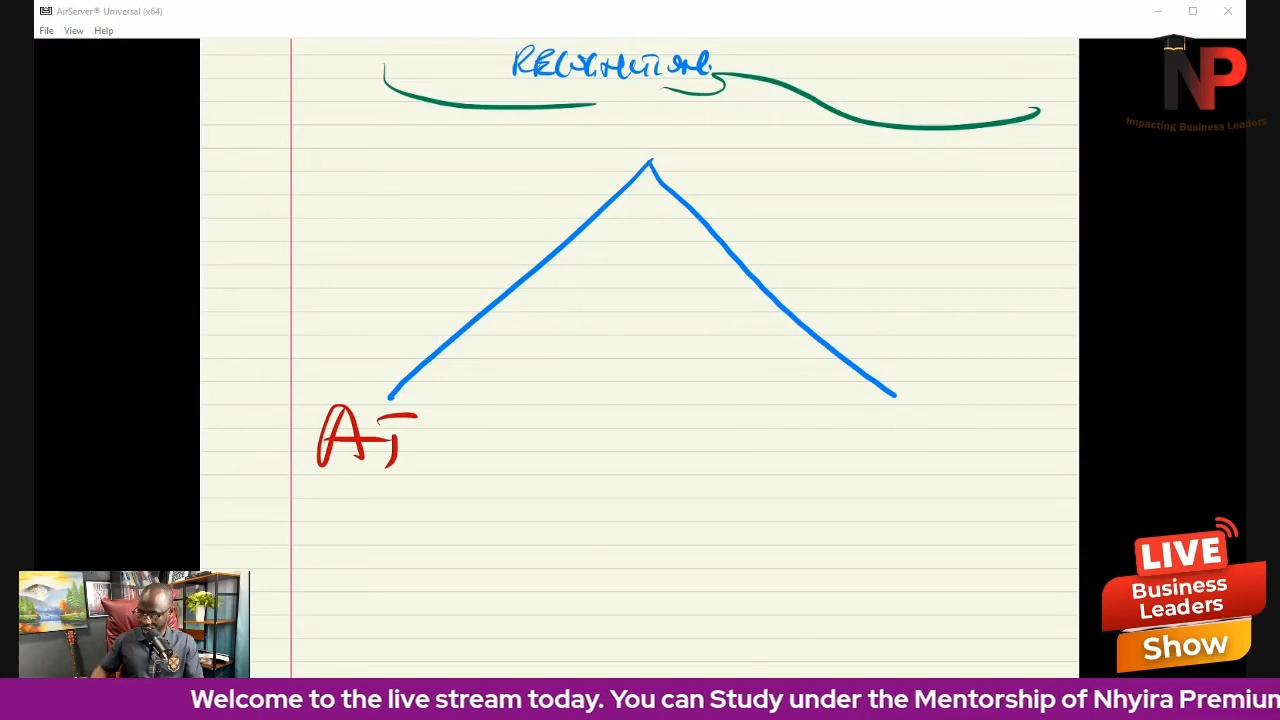 AirServer® Universal (x64)
File View Help
NP
Impacting Business Leaders
LIVE
Business
Leaders
Show
Welcome to the live stream today. You can Study under the Mentorship of Nhyira Premium